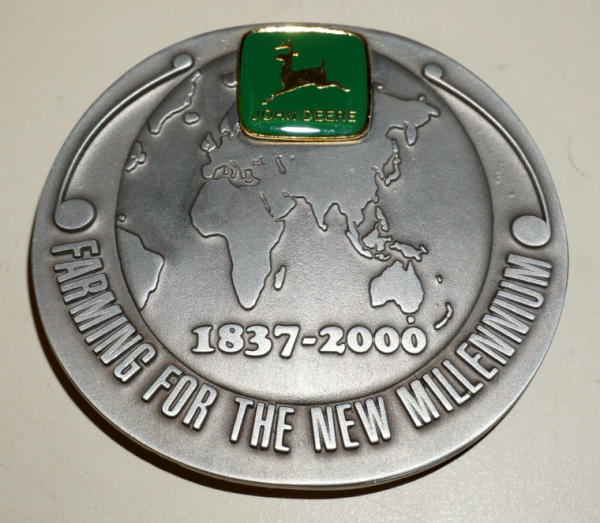 JOHN DEERE
1837-2000
FARMING FOR THE NEW MILLENNIUM